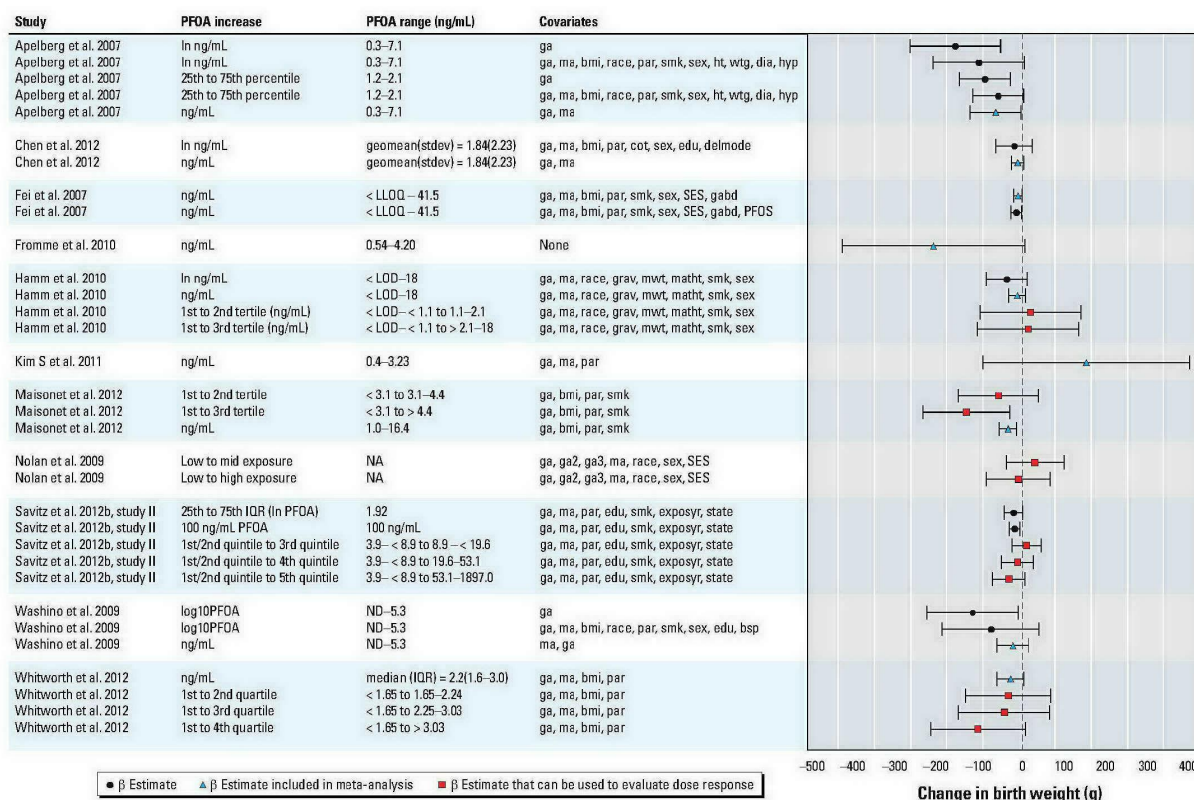 Study PFOA increase PFOA range (ng/mL) Covariates
Apelberg et al. 2007 ln ng/mL 0.3–7.1 ga
Apelberg et al. 2007 ln ng/mL 0.3–7.1 ga, ma, bmi, race, par, smk, sex, ht, wtg, dia, hyp
Apelberg et al. 2007 25th to 75th percentile 1.2–2.1 ga
Apelberg et al. 2007 25th to 75th percentile 1.2–2.1 ga, ma, bmi, race, par, smk, sex, ht, wtg, dia, hyp
Apelberg et al. 2007 ng/mL 0.3–7.1 ga, ma
Chen et al. 2012 ln ng/mL geomean(stdev) = 1.84(2.23) ga, ma, bmi, par, cot, sex, edu, delmode
Chen et al. 2012 ng/mL geomean(stdev) = 1.84(2.23) ga, ma
Fei et al. 2007 ng/mL < LLOQ – 41.5 ga, ma, bmi, par, smk, sex, SES, gabd
Fei et al. 2007 ng/mL < LLOQ – 41.5 ga, ma, bmi, par, smk, sex, SES, gabd, PFOS
Fromme et al. 2010 ng/mL 0.54–4.20 None
Hamm et al. 2010 ln ng/mL < LOD–18 ga, ma, race, grav, mwt, matht, smk, sex
Hamm et al. 2010 ng/mL < LOD–18 ga, ma, race, grav, mwt, matht, smk, sex
Hamm et al. 2010 1st to 2nd tertile (ng/mL) < LOD– < 1.1 to 1.1–2.1 ga, ma, race, grav, mwt, matht, smk, sex
Hamm et al. 2010 1st to 3rd tertile (ng/mL) < LOD– < 1.1 to > 2.1–18 ga, ma, race, grav, mwt, matht, smk, sex
Kim S et al. 2011 ng/mL 0.4–3.23 ga, ma, par
Maisonet et al. 2012 1st to 2nd tertile < 3.1 to 3.1–4.4 ga, bmi, par, smk
Maisonet et al. 2012 1st to 3rd tertile < 3.1 to > 4.4 ga, bmi, par, smk
Maisonet et al. 2012 ng/mL 1.0–16.4 ga, bmi, par, smk
Nolan et al. 2009 Low to mid exposure NA ga, ga2, ga3, ma, race, sex, SES
Nolan et al. 2009 Low to high exposure NA ga, ga2, ga3, ma, race, sex, SES
Savitz et al. 2012b, study II 25th to 75th IQR (ln PFOA) 1.92 ga, ma, par, edu, smk, exposyr, state
Savitz et al. 2012b, study II 100 ng/mL PFOA 100 ng/mL ga, ma, par, edu, smk, exposyr, state
Savitz et al. 2012b, study II 1st/2nd quintile to 3rd quintile 3.9– < 8.9 to 8.9 – < 19.6 ga, ma, par, edu, smk, exposyr, state
Savitz et al. 2012b, study II 1st/2nd quintile to 4th quintile 3.9– < 8.9 to 19.6–53.1 ga, ma, par, edu, smk, exposyr, state
Savitz et al. 2012b, study II 1st/2nd quintile to 5th quintile 3.9– < 8.9 to 53.1–1897.0 ga, ma, par, edu, smk, exposyr, state
Washino et al. 2009 log10PFOA ND–5.3 ga
Washino et al. 2009 log10PFOA ND–5.3 ga, ma, bmi, race, par, smk, sex, edu, bsp
Washino et al. 2009 ng/mL ND–5.3 ma, ga
Whitworth et al. 2012 ng/mL median (IQR) = 2.2(1.6–3.0) ga, ma, bmi, par
Whitworth et al. 2012 1st to 2nd quartile < 1.65 to 1.65–2.24 ga, ma, bmi, par
Whitworth et al. 2012 1st to 3rd quartile < 1.65 to 2.25–3.03 ga, ma, bmi, par
Whitworth et al. 2012 1st to 4th quartile < 1.65 to > 3.03 ga, ma, bmi, par
–500 –400 –300 –200 –100 0 100 200 300 400
β Estimate β Estimate included in meta-analysis β Estimate that can be used to evaluate dose response
Change in birth weight (g)